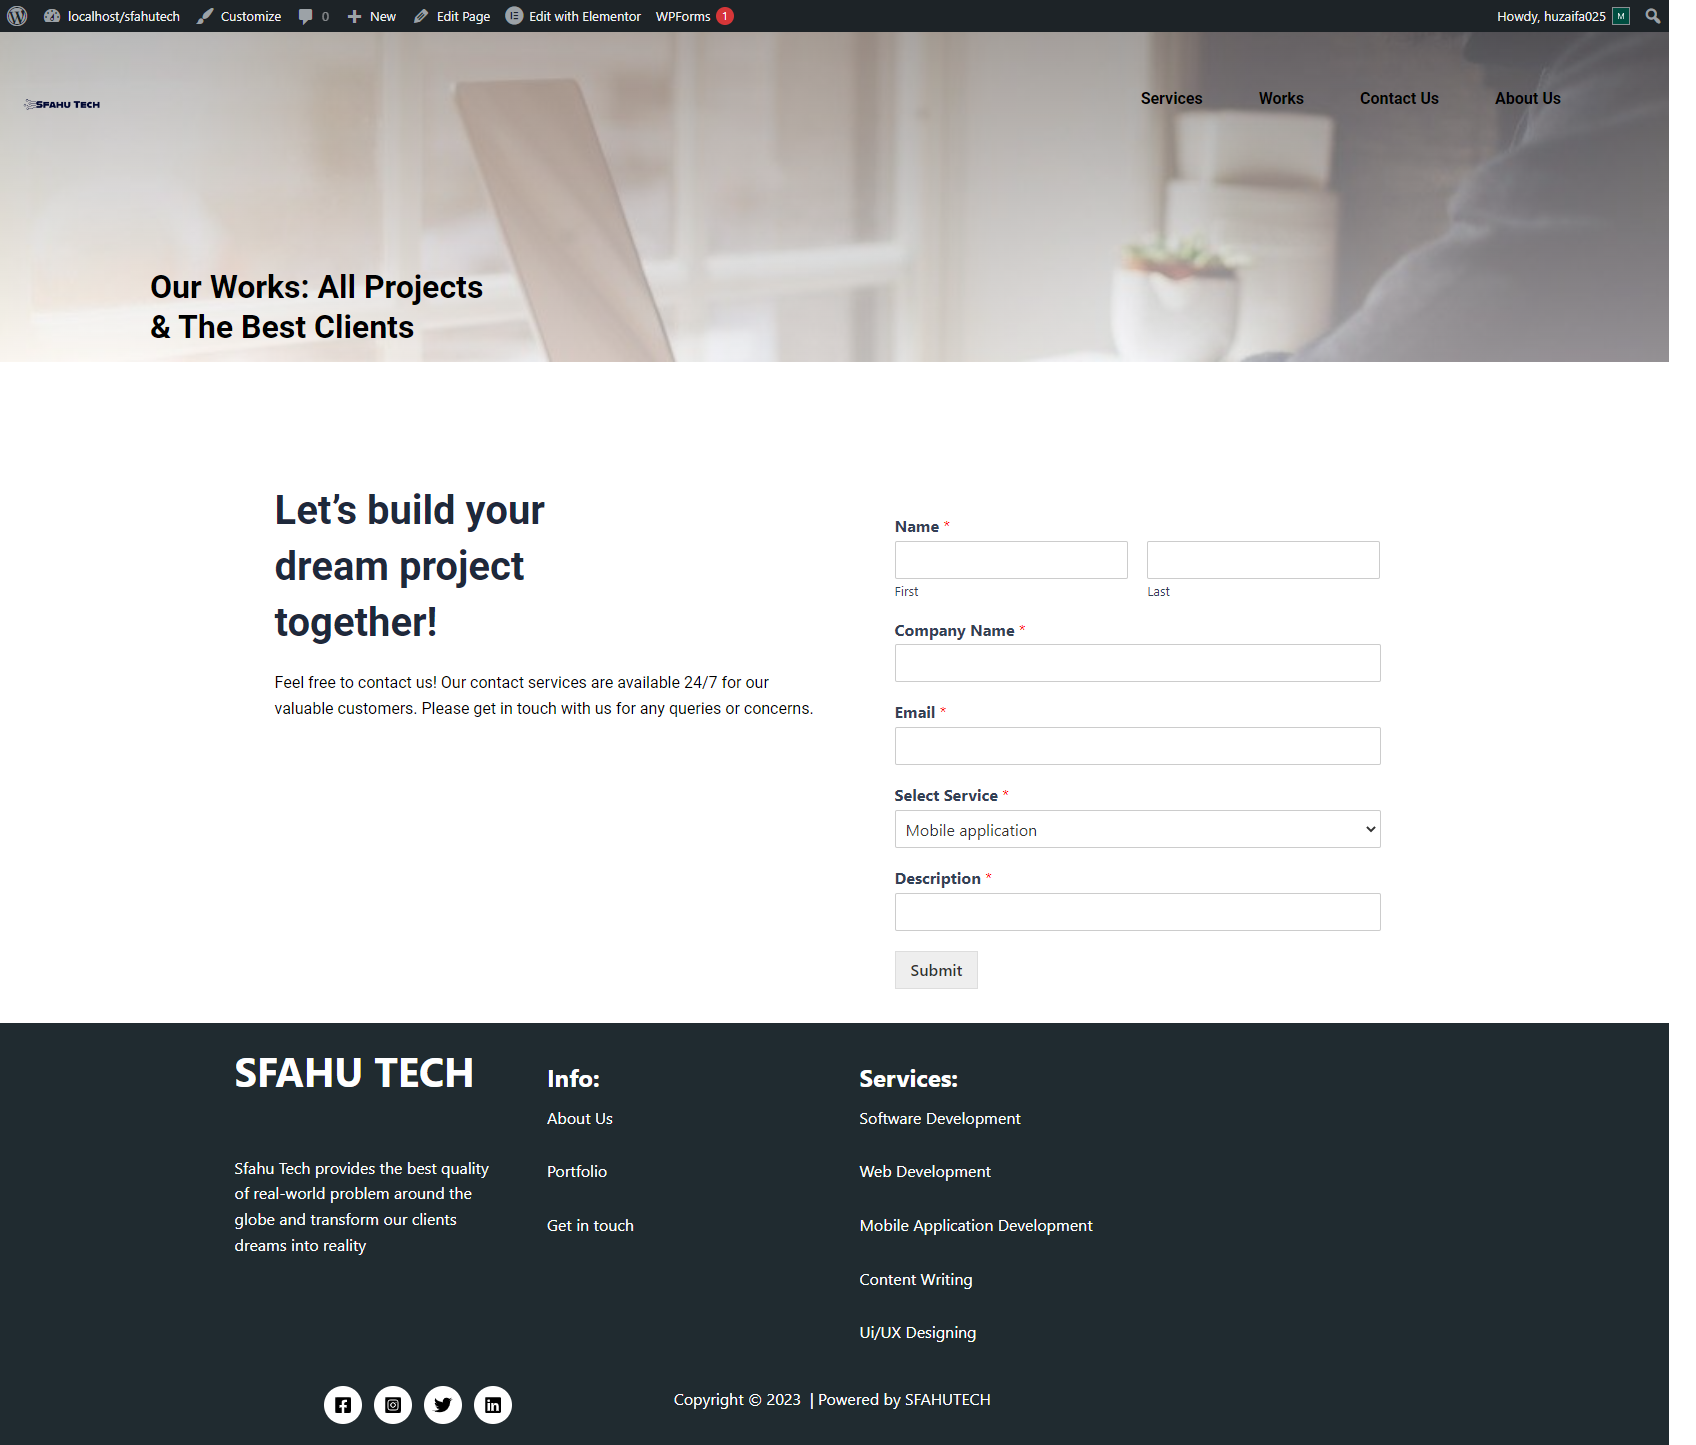 localhost/sfahutech Customize 0 New Edit Page Edit with Elementor WPForms 1 Howdy, huzaifa025 M
SFAHU TECH
Services Works Contact Us About Us
Our Works: All Projects
& The Best Clients
Let’s build your
dream project
together!
Feel free to contact us! Our contact services are available 24/7 for our
valuable customers. Please get in touch with us for any queries or concerns.
Name *
First Last
Company Name *
Email *
Select Service *
Mobile application
Description *
Submit
SFAHU TECH
Sfahu Tech provides the best quality
of real-world problem around the
globe and transform our clients
dreams into reality
Info:
About Us
Portfolio
Get in touch
Services:
Software Development
Web Development
Mobile Application Development
Content Writing
Ui/UX Designing
Copyright © 2023 | Powered by SFAHUTECH